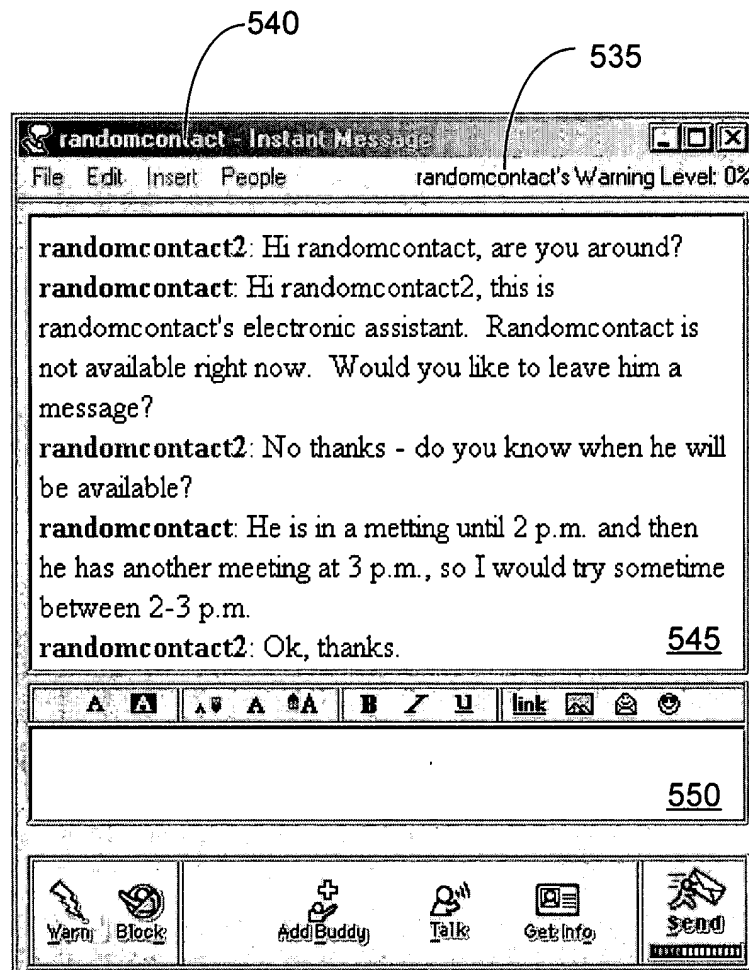 540
535
randomcontact - Instant Message
File Edit Insert People randomcontact's Warning Level: 0%
randomcontact2: Hi randomcontact, are you around?
randomcontact: Hi randomcontact2, this is
randomcontact's electronic assistant. Randomcontact is
not available right now. Would you like to leave him a
message?
randomcontact2: No thanks - do you know when he will
be available?
randomcontact: He is in a metting until 2 p.m. and then
he has another meeting at 3 p.m., so I would try sometime
between 2-3 p.m.
randomcontact2: Ok, thanks.
545
A A A A A B I U link
550
Warn Block Add Buddy Talk Get Info Send